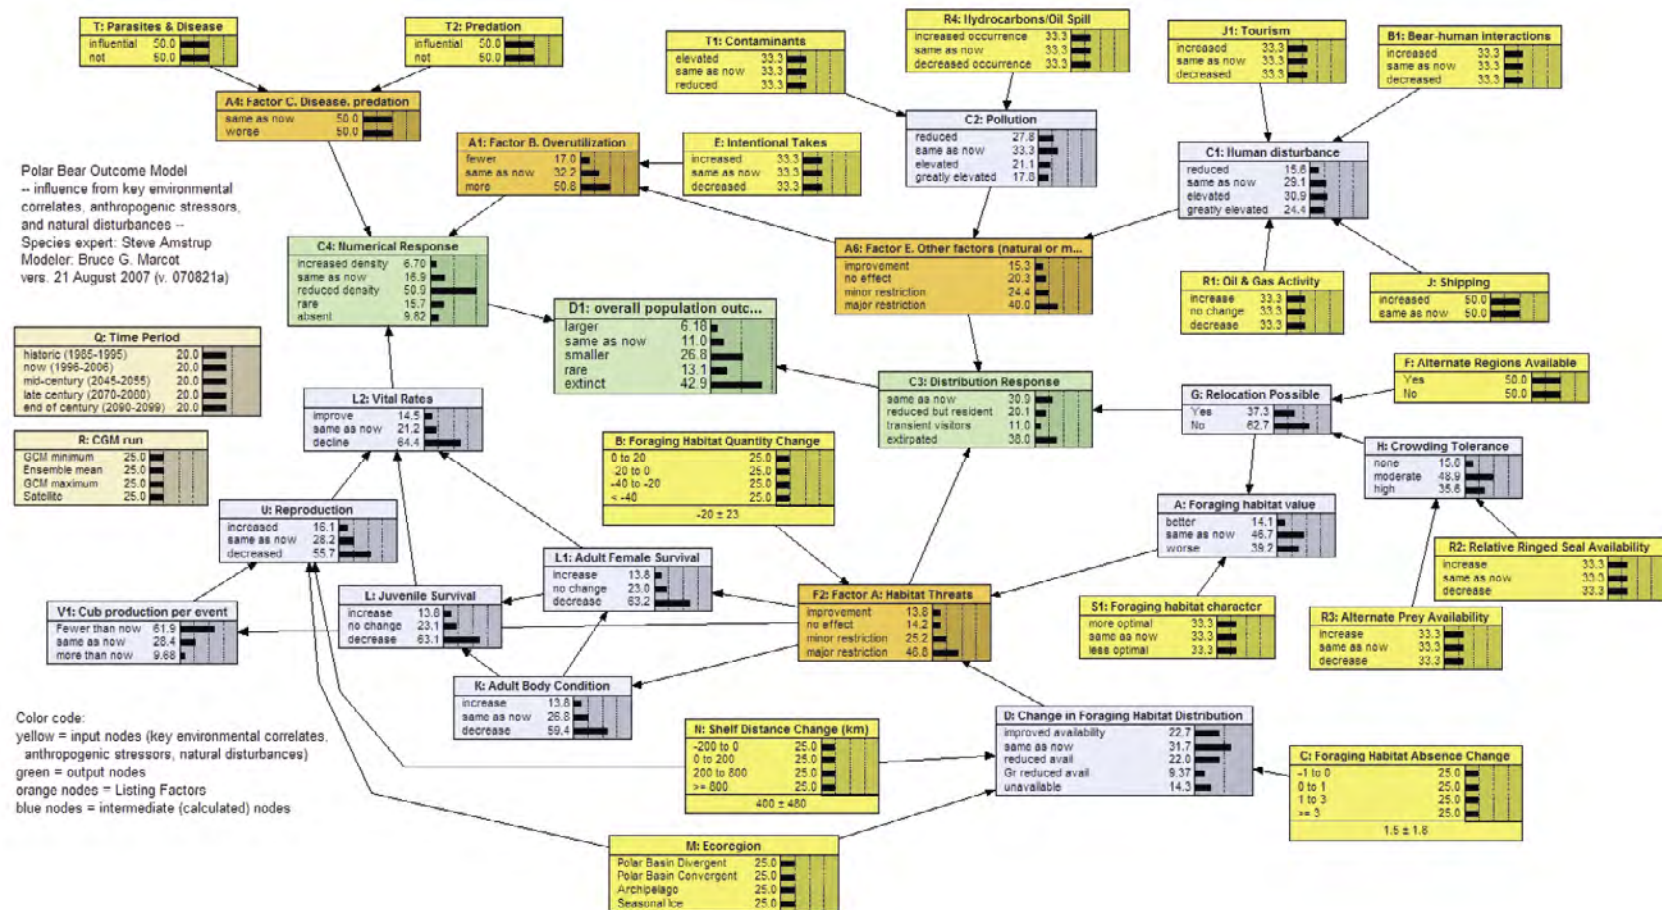 T: Parasites & Disease
influential 50.0
not 50.0
T2: Predation
influential 50.0
not 50.0
A4: Factor C. Disease, predation
same as now 50.0
worse 50.0
T1: Contaminants
elevated 33.3
same as now 33.3
reduced 33.3
R4: Hydrocarbons/Oil Spill
increased occurrence 33.3
same as now 33.3
decreased occurrence 33.3
J1: Tourism
increased 33.3
same as now 33.3
decreased 33.3
B1: Bear-human interactions
increased 33.3
same as now 33.3
decreased 33.3
A1: Factor B. Overutilization
fewer 17.0
same as now 32.2
more 50.8
E: Intentional Takes
increased 33.3
same as now 33.3
decreased 33.3
C2: Pollution
reduced 27.8
same as now 33.3
elevated 21.1
greatly elevated 17.8
C1: Human disturbance
reduced 15.6
same as now 29.1
elevated 30.9
greatly elevated 24.4
Polar Bear Outcome Model
-- influence from key environmental
correlates, anthropogenic stressors,
and natural disturbances --
Species expert: Steve Amstrup
Modeler: Bruce G. Marcot
vers. 21 August 2007 (v. 070821a)
C4: Numerical Response
increased density 6.70
same as now 16.9
reduced density 50.9
rare 15.7
absent 9.82
A6: Factor E. Other factors (natural or m...
improvement 15.3
no effect 20.3
minor restriction 24.4
major restriction 40.0
R1: Oil & Gas Activity
increase 33.3
no change 33.3
decrease 33.3
J: Shipping
increased 50.0
same as now 50.0
D1: overall population outc...
larger 6.18
same as now 11.0
smaller 26.8
rare 13.1
extinct 42.9
Q: Time Period
historic (1985-1995) 20.0
now (1996-2006) 20.0
mid-century (2045-2055) 20.0
late century (2070-2080) 20.0
end of century (2090-2099) 20.0
F: Alternate Regions Available
Yes 50.0
No 50.0
C3: Distribution Response
same as now 30.9
reduced but resident 20.1
transient visitors 11.0
extirpated 38.0
G: Relocation Possible
Yes 37.3
No 62.7
L2: Vital Rates
improve 14.5
same as now 21.2
decline 64.4
R: CGM run
GCM minimum 25.0
Ensemble mean 25.0
GCM maximum 25.0
Satellite 25.0
B: Foraging Habitat Quantity Change
0 to 20 25.0
-20 to 0 25.0
-40 to -20 25.0
< -40 25.0
-20 ± 23
H: Crowding Tolerance
none
moderate 48.9
high 35.6
U: Reproduction
increased 16.1
same as now 28.2
decreased 55.7
A: Foraging habitat value
better 14.1
same as now 46.7
worse 39.2
R2: Relative Ringed Seal Availability
increase 33.3
same as now 33.3
decrease 33.3
L1: Adult Female Survival
increase 13.8
no change 23.0
decrease 63.2
L: Juvenile Survival
increase 13.8
no change 23.1
decrease 63.1
F2: Factor A: Habitat Threats
improvement 13.8
no effect 14.2
minor restriction 25.2
major restriction 46.8
S1: Foraging habitat character
more optimal 33.3
same as now 33.3
less optimal 33.3
R3: Alternate Prey Availability
increase 33.3
same as now 33.3
decrease 33.3
V1: Cub production per event
Fewer than now 61.9
same as now 28.4
more than now 9.68
K: Adult Body Condition
increase 13.8
same as now 26.8
decrease 59.4
Color code:
yellow = input nodes (key environmental correlates,
anthropogenic stressors, natural disturbances)
green = output nodes
orange nodes = Listing Factors
blue nodes = intermediate (calculated) nodes
N: Shelf Distance Change (km)
-200 to 0 25.0
0 to 200 25.0
200 to 800 25.0
>= 800 25.0
400 ± 480
D: Change in Foraging Habitat Distribution
improved availability 22.7
same as now 31.7
reduced avail 22.0
Gr reduced avail 9.37
unavailable 14.3
C: Foraging Habitat Absence Change
-1 to 0 25.0
0 to 1 25.0
1 to 3 25.0
>= 3 25.0
1.5 ± 1.8
M: Ecoregion
Polar Basin Divergent 25.0
Polar Basin Convergent 25.0
Archipelago 25.0
Seasonal Ice 25.0